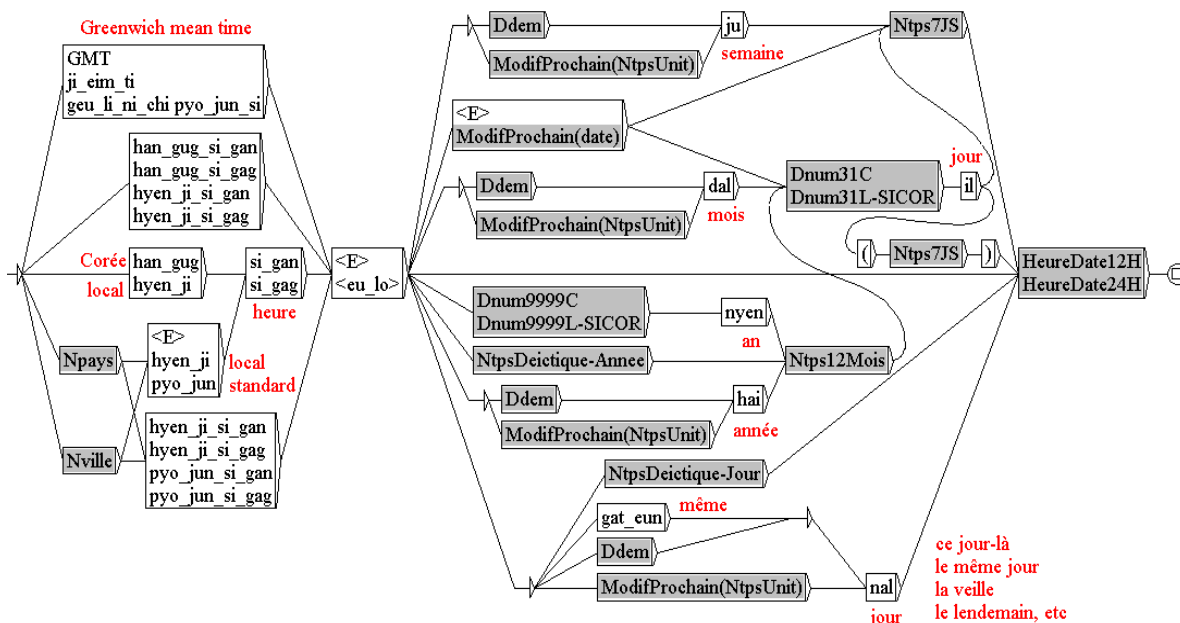 Greenwich mean time
GMT
ji_eim_ti
geu_li_ni_chi pyo_jun_si
han_gug_si_gan
han_gug_si_gag
hyen_ji_si_gan
hyen_ji_si_gag
Corée
local
han_gug
hyen_ji
si_gan
si_gag
heure
Npays
Nville
<E>
hyen_ji
pyo_jun
local
standard
hyen_ji_si_gan
hyen_ji_si_gag
pyo_jun_si_gan
pyo_jun_si_gag
<E>
<eu_lo>
Ddem
ModifProchain(NtpsUnit)
ju
semaine
Ntps7JS
<E>
ModifProchain(date)
Ddem
ModifProchain(NtpsUnit)
dal
mois
Dnum31C
Dnum31L-SICOR
jour
il
(
Ntps7JS
)
Dnum9999C
Dnum9999L-SICOR
nyen
an
NtpsDeictique-Annee
Ntps12Mois
Ddem
ModifProchain(NtpsUnit)
hai
année
NtpsDeictique-Jour
gat_eun
même
Ddem
ModifProchain(NtpsUnit)
nal
jour
ce jour-là
le même jour
la veille
le lendemain, etc
HeureDate12H
HeureDate24H